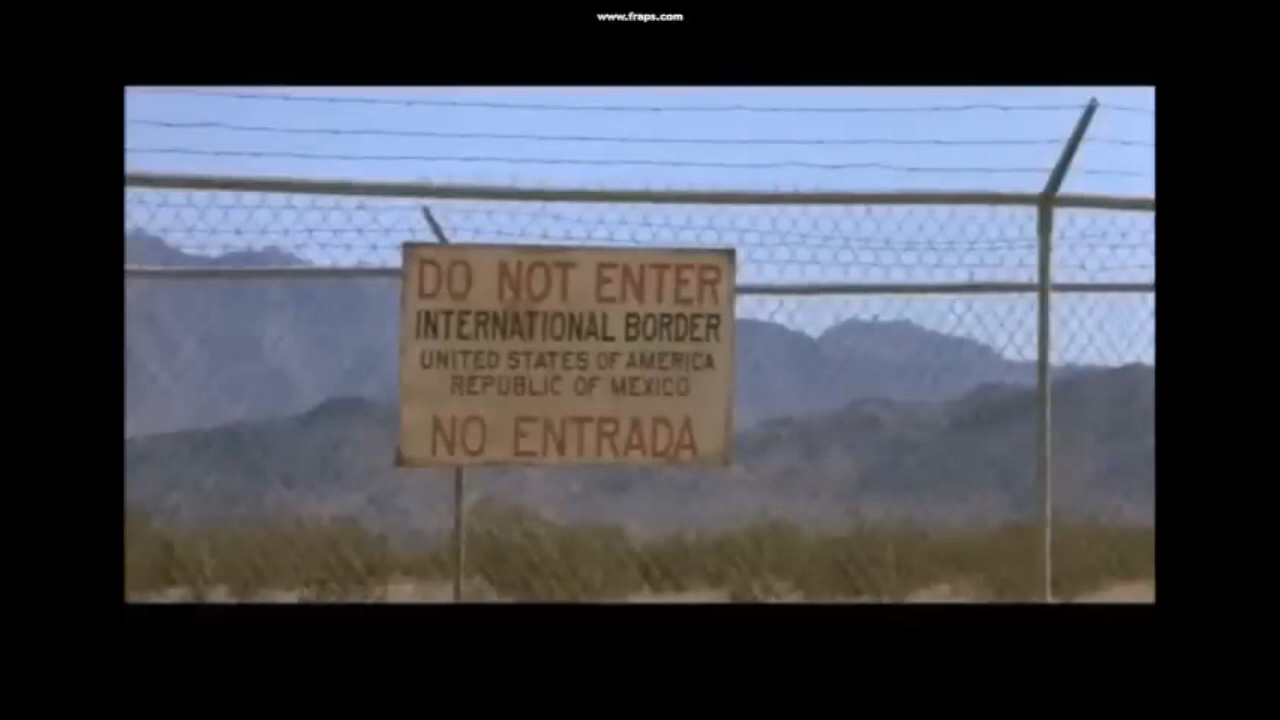 www.fraps.com
DO NOT ENTER
INTERNATIONAL BORDER
UNITED STATES OF AMERICA
REPUBLIC OF MEXICO
NO ENTRADA